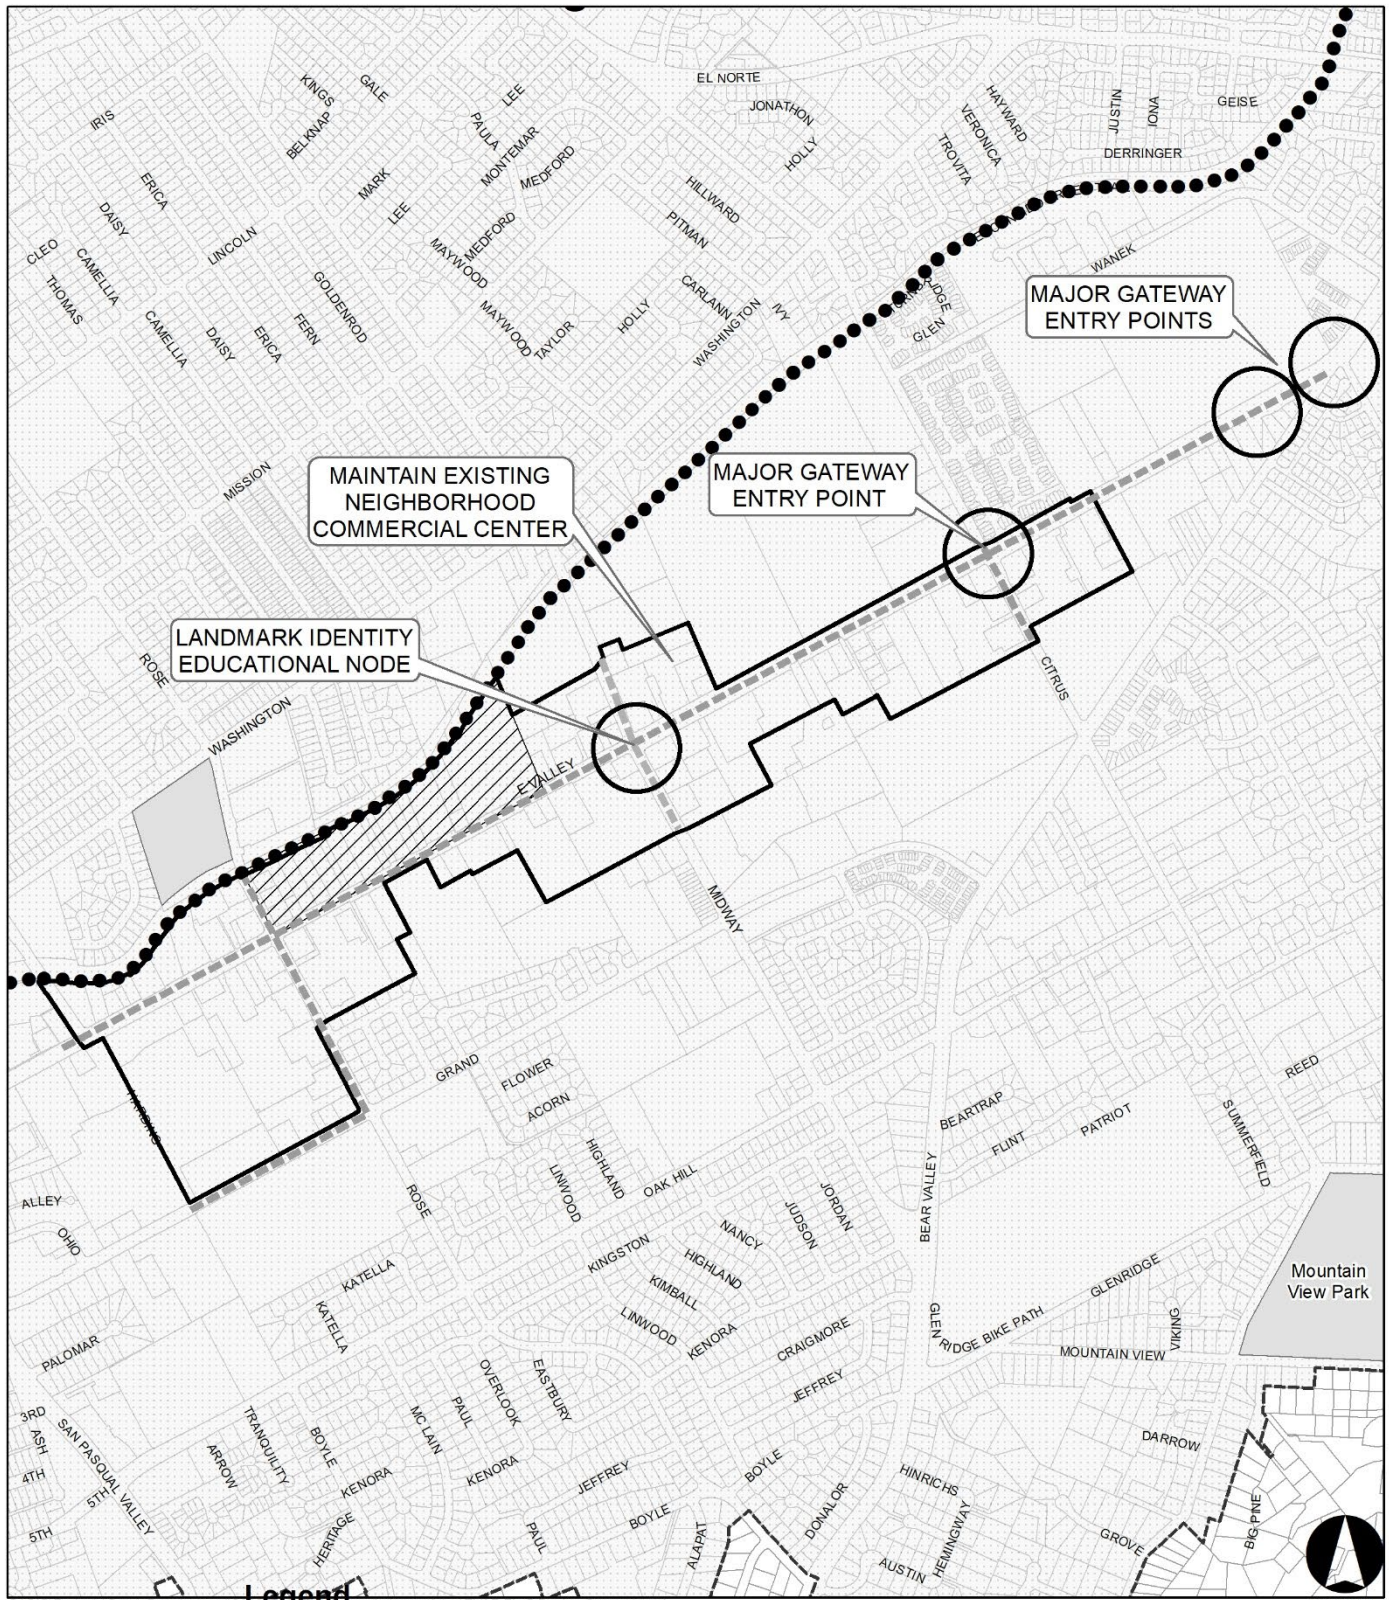 EL NORTE
KINGS
GALE
LEE
JONATHON
HAYWARD
JUSTIN
IONA
GEISE
IRIS
BELKNAP
PAULA
MONTEMAR
VERONICA
HOLLY
TROVITA
DERRINGER
MEDFORD
MARK
ERICA
HILLWARD
LEE
DAISY
PITMAN
MEDFORD
LINCOLN
CLEO
CAMELLIA
MAYWOOD
WANEK
THOMAS
GOLDENROD
CARLANN
IVY
RIDGE
MAJOR GATEWAY
ENTRY POINTS
CAMELLIA
DAISY
ERICA
FERN
MAYWOOD
TAYLOR
HOLLY
WASHINGTON
GLEN
MISSION
MAINTAIN EXISTING
NEIGHBORHOOD
COMMERCIAL CENTER
MAJOR GATEWAY
ENTRY POINT
LANDMARK IDENTITY
EDUCATIONAL NODE
ROSE
CITRUS
WASHINGTON
E VALLEY
MIDWAY
GRAND
FLOWER
ACORN
HARDING
REED
BEARTRAP
PATRIOT
FLINT
SUMMERFIELD
HIGHLAND
LINWOOD
OAK HILL
ALLEY
ROSE
BEAR VALLEY
JORDAN
JUDSON
OHIO
NANCY
KINGSTON
HIGHLAND
KATELLA
KIMBALL
GLENRIDGE
Mountain
View Park
KATELLA
LINWOOD
KENORA
CRAIGMORE
GLEN
RIDGE BIKE PATH
VIKING
MOUNTAIN VIEW
PALOMAR
OVERLOOK
EASTBURY
JEFFREY
3RD
ASH
SAN PASQUAL VALLEY
TRANQUILITY
BOYLE
MC LAIN
PAUL
DARROW
ARROW
4TH
5TH
KENORA
KENORA
JEFFREY
BOYLE
HINRICHS
5TH
HERITAGE
PAUL
BOYLE
ALAPAT
DONALOR
HEMINGWAY
AUSTIN
GROVE
BIG PINE
Legend